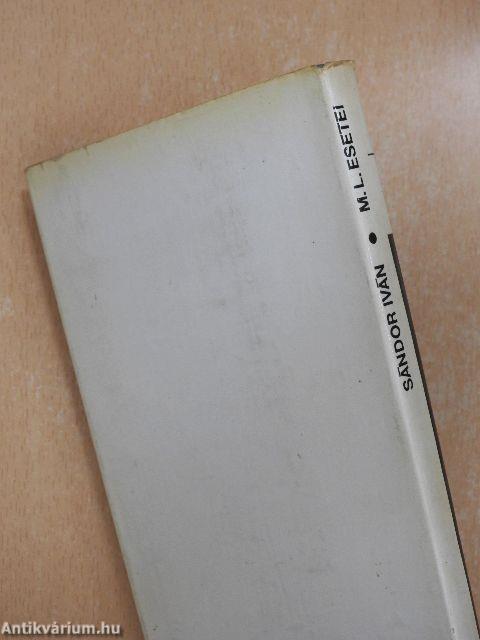 SÁNDOR IVÁN • M. L. ESETEI
Antikvárium.hu